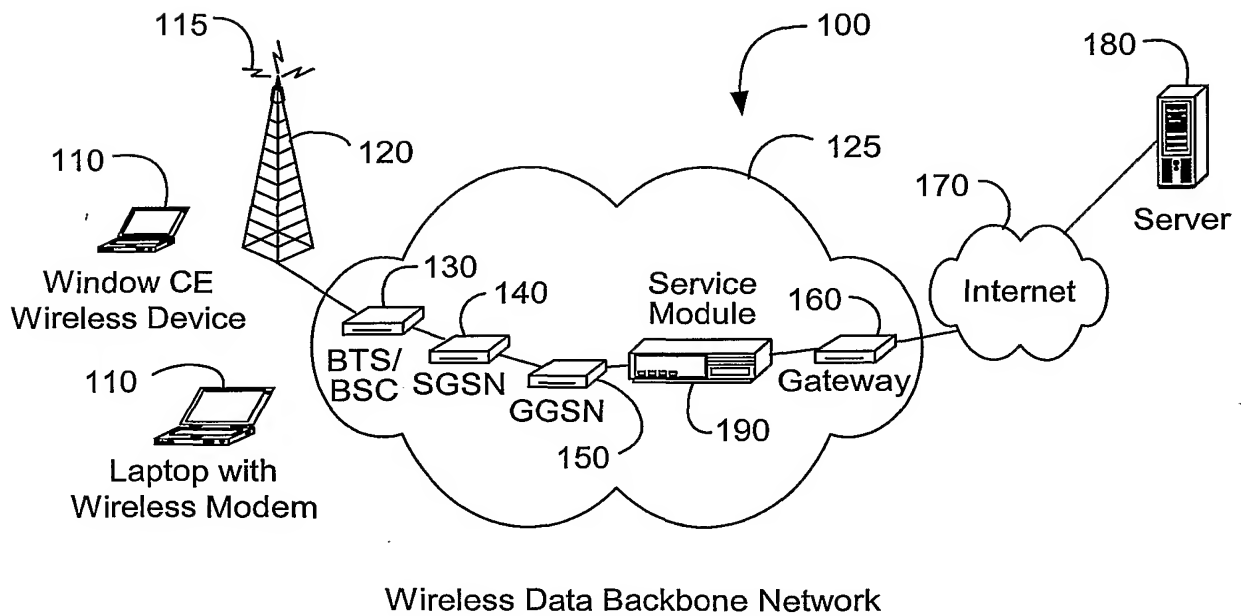 115
100
180
120
125
110
170
Server
Window CE
Wireless Device
130
140
Service
Module
160
Internet
BTS/
BSC
SGSN
GGSN
Gateway
110
150
190
Laptop with
Wireless Modem
Wireless Data Backbone Network